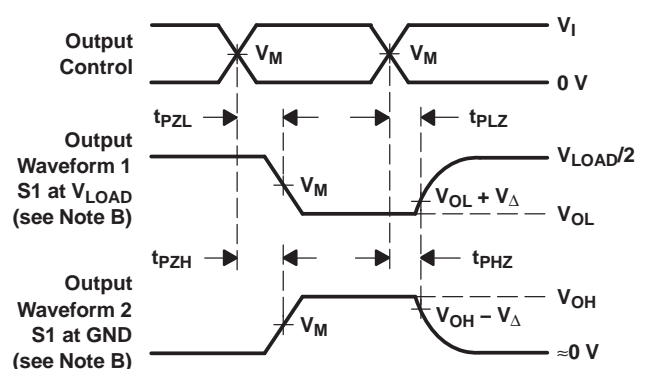 Output
Control
V_I
V_M
V_M
0 V
t_PZL
t_PLZ
Output
Waveform 1
S1 at V_LOAD
(see Note B)
V_LOAD/2
V_M
V_OL + V_Δ
V_OL
t_PZH
t_PHZ
Output
Waveform 2
S1 at GND
(see Note B)
V_OH
V_M
V_OH − V_Δ
≈0 V